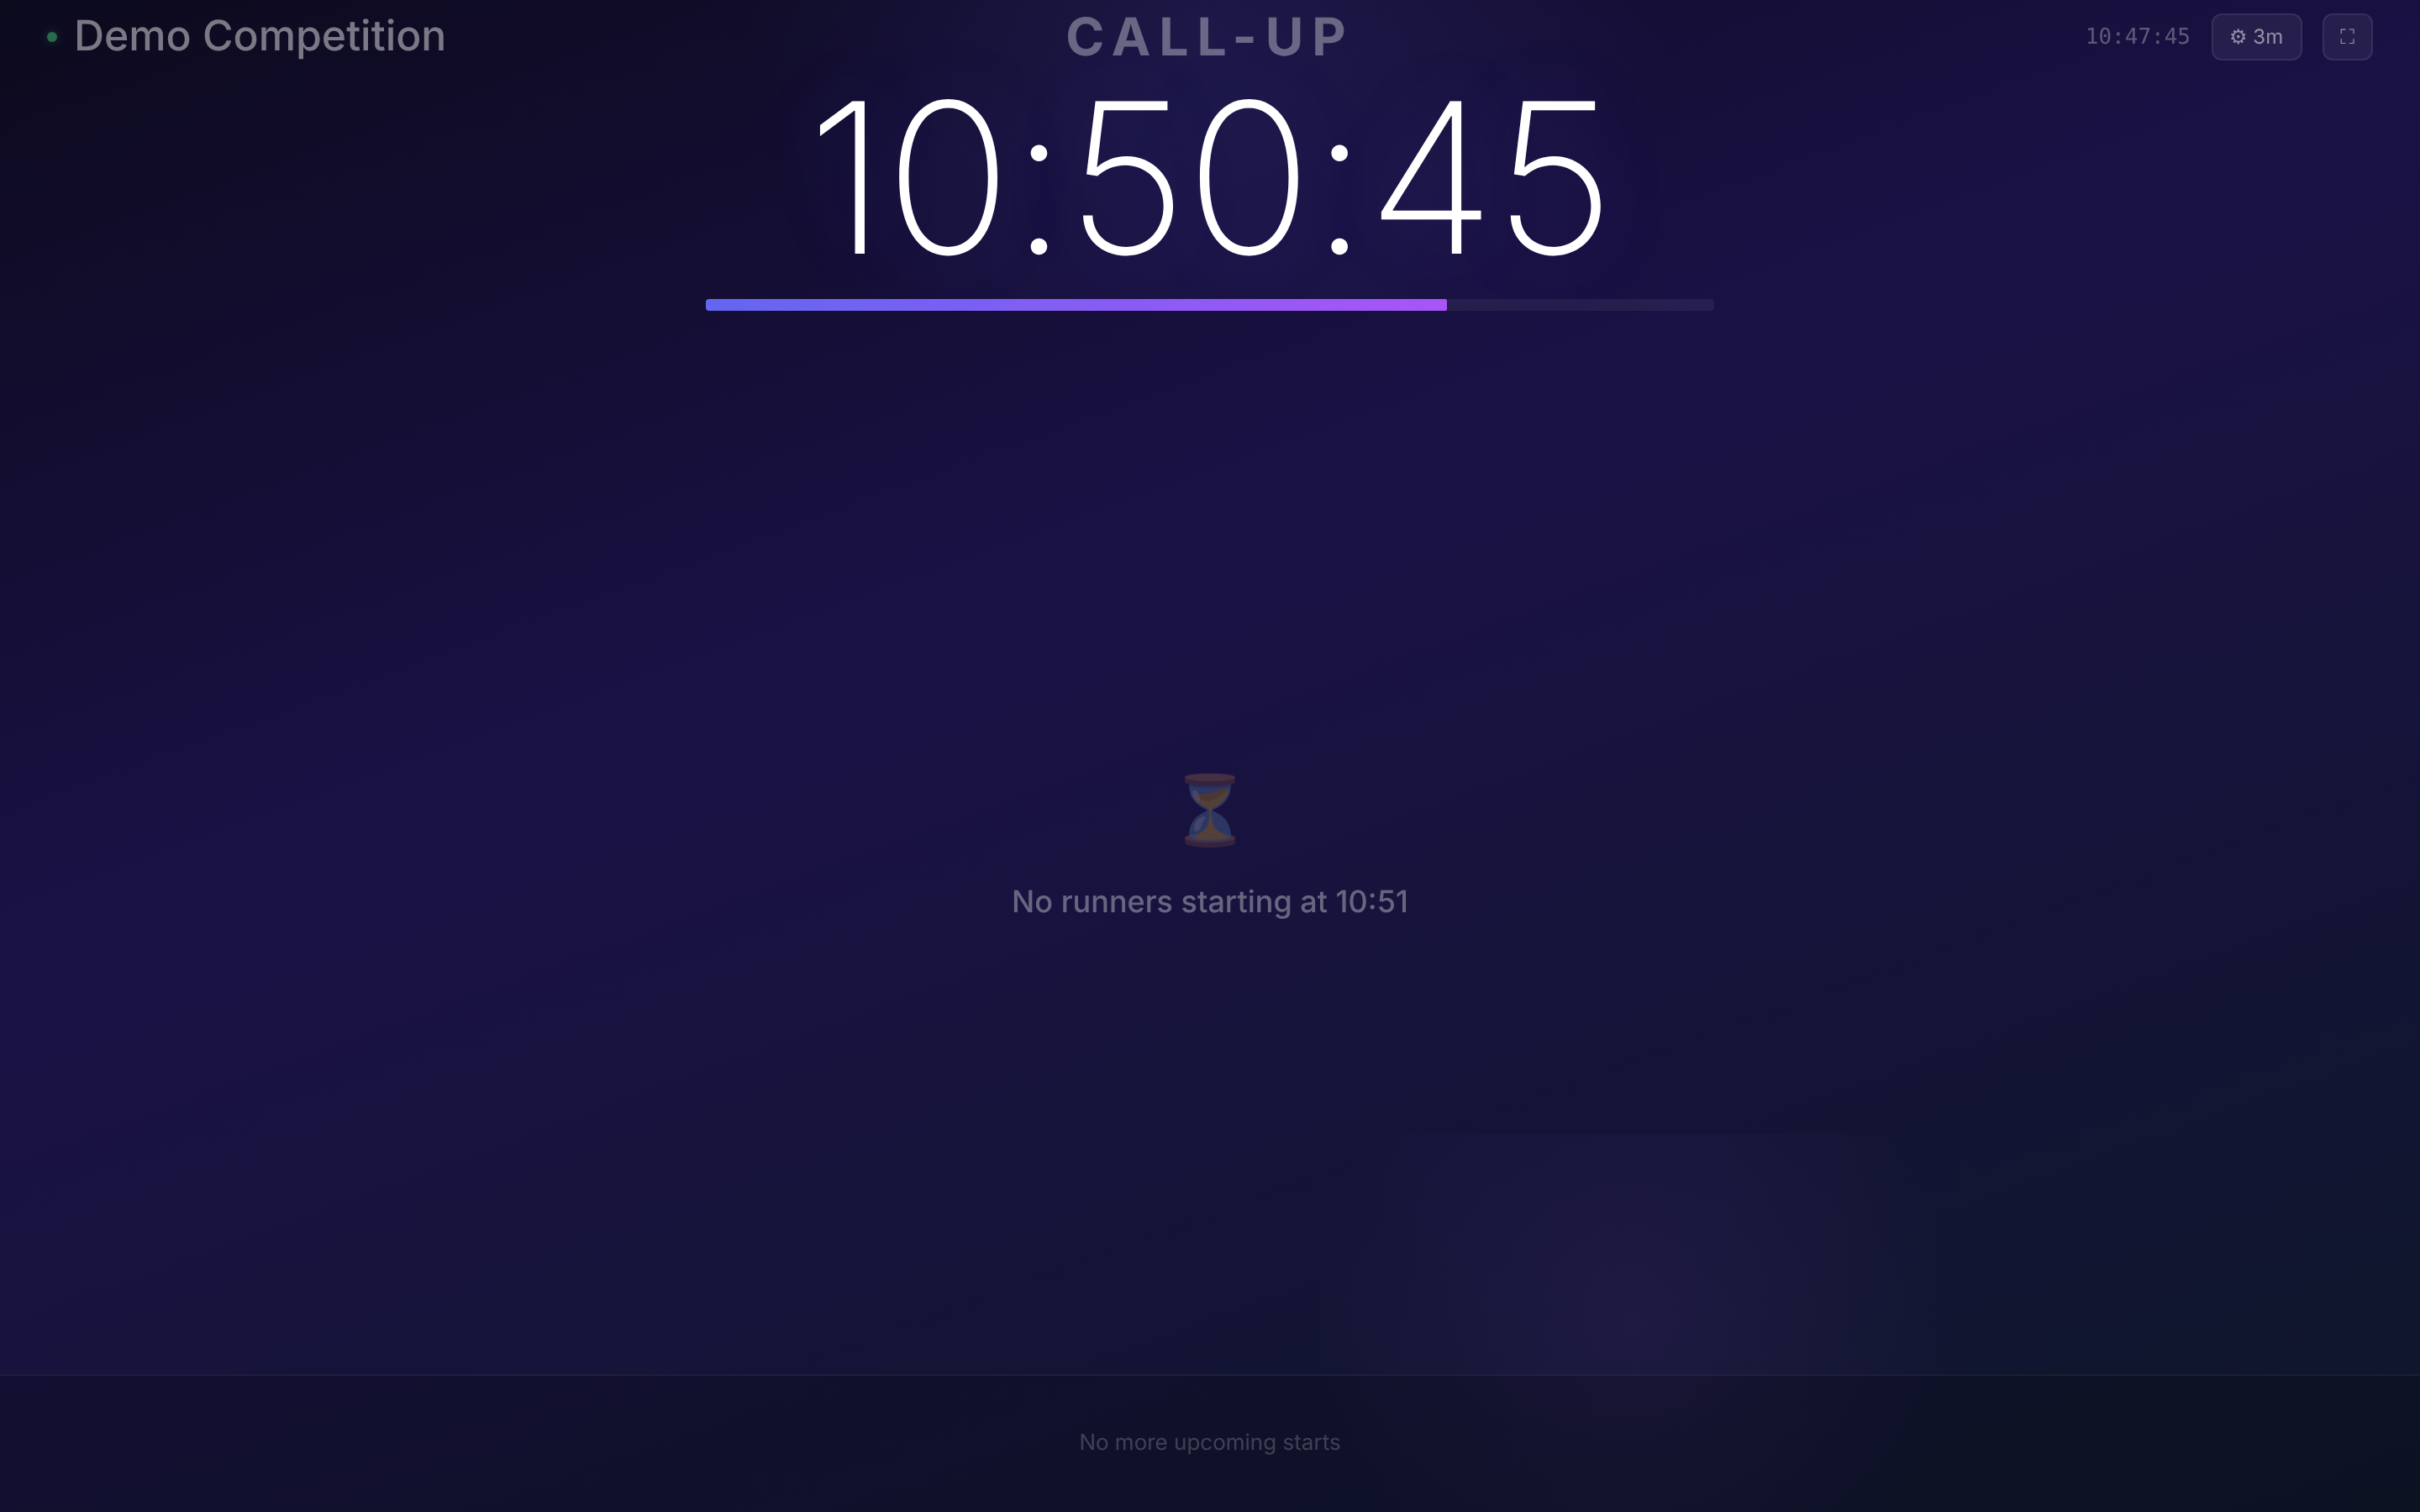 Demo Competition
CALL-UP
10:47:45
⚙ 3m
10:50:45
No runners starting at 10:51
No more upcoming starts